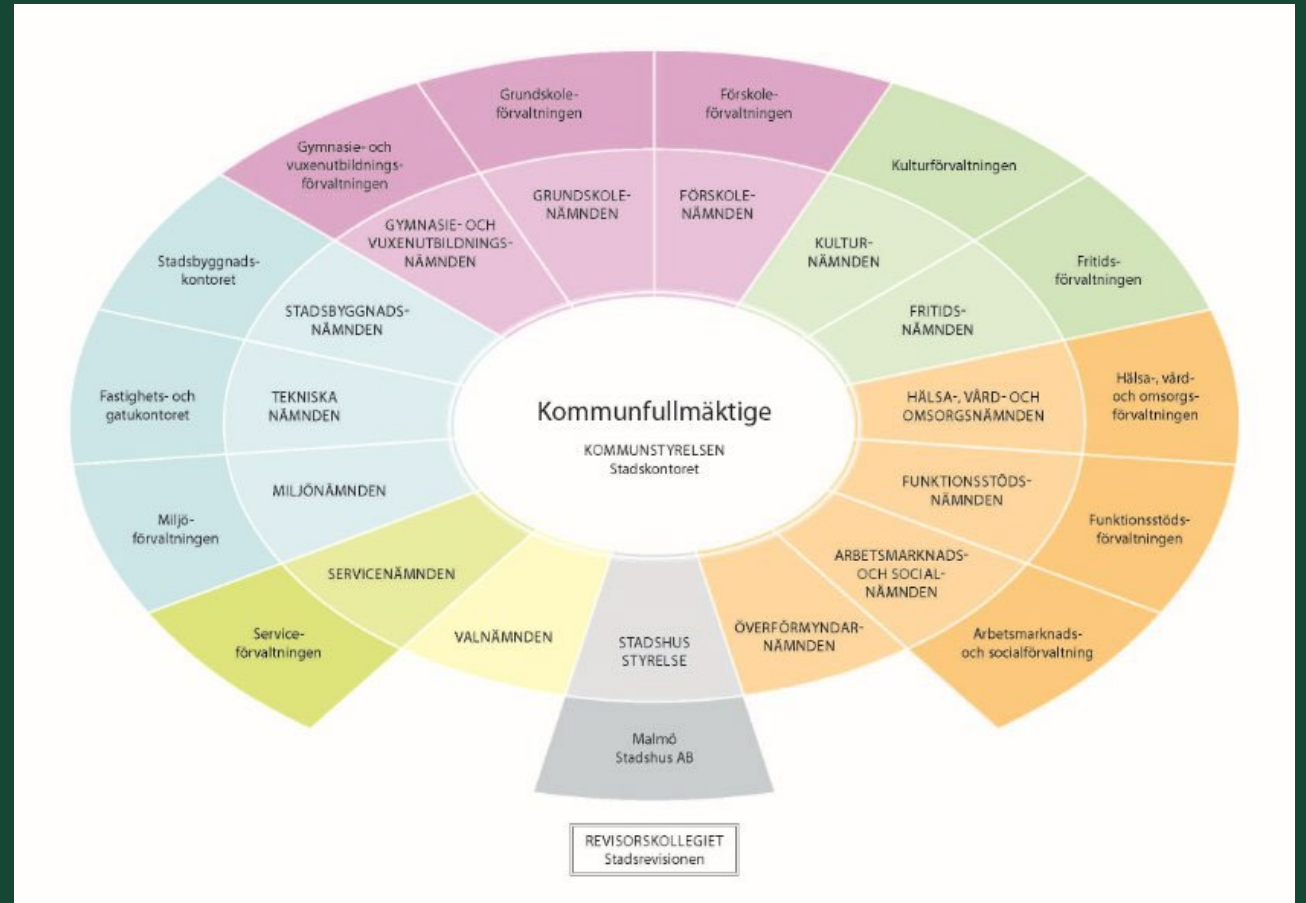 Grundskole-
förvaltningen
Förskole-
förvaltningen
Gymnasie- och
vuxenutbildnings-
förvaltningen
Kulturförvaltningen
GRUNDSKOLE-
NÄMNDEN
FÖRSKOLE-
NÄMNDEN
GYMNASIE- OCH
VUXENUTBILDNINGS-
NÄMNDEN
KULTUR-
NÄMNDEN
Stadsbyggnads-
kontoret
Fritids-
förvaltningen
STADSBYGGNADS-
NÄMNDEN
FRITIDS-
NÄMNDEN
Fastighets- och
gatukontoret
TEKNISKA
NÄMNDEN
Kommunfullmäktige
KOMMUNSTYRELSEN
Stadskontoret
HÄLSA-, VÅRD- OCH
OMSORGSNÄMNDEN
Hälsa-, vård-
och omsorgs-
förvaltningen
MILJÖNÄMNDEN
FUNKTIONSSTÖDS-
NÄMNDEN
Miljö-
förvaltningen
Funktionsstöds-
förvaltningen
SERVICENÄMNDEN
ARBETSMARKNADS-
OCH SOCIAL-
NÄMNDEN
Service-
förvaltningen
VALNÄMNDEN
STADSHUS
STYRELSE
ÖVERFÖRMYNDAR-
NÄMNDEN
Arbetsmarknads-
och socialförvaltning
Malmö
Stadshus AB
REVISORSKOLLEGIET
Stadsrevisionen